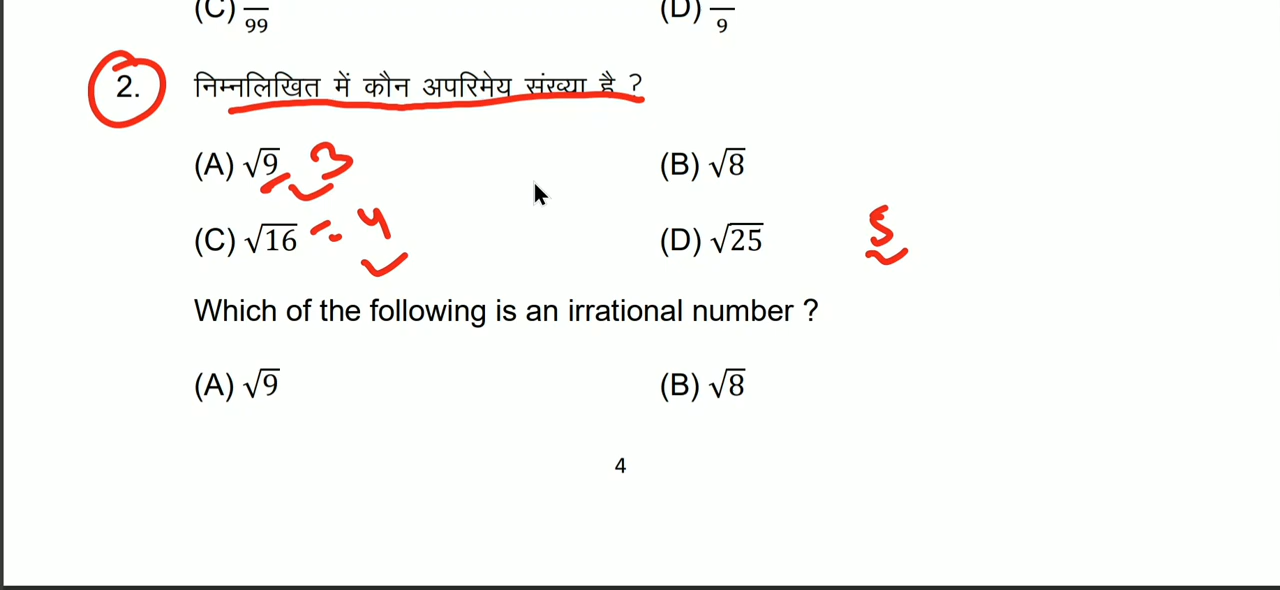 (C) 99 (D) 9
2. निम्नलिखित में कौन अपरिमेय संख्या है ?
(A) √9 = 3 (B) √8
(C) √16 = 4 (D) √25 5
Which of the following is an irrational number ?
(A) √9 (B) √8
4